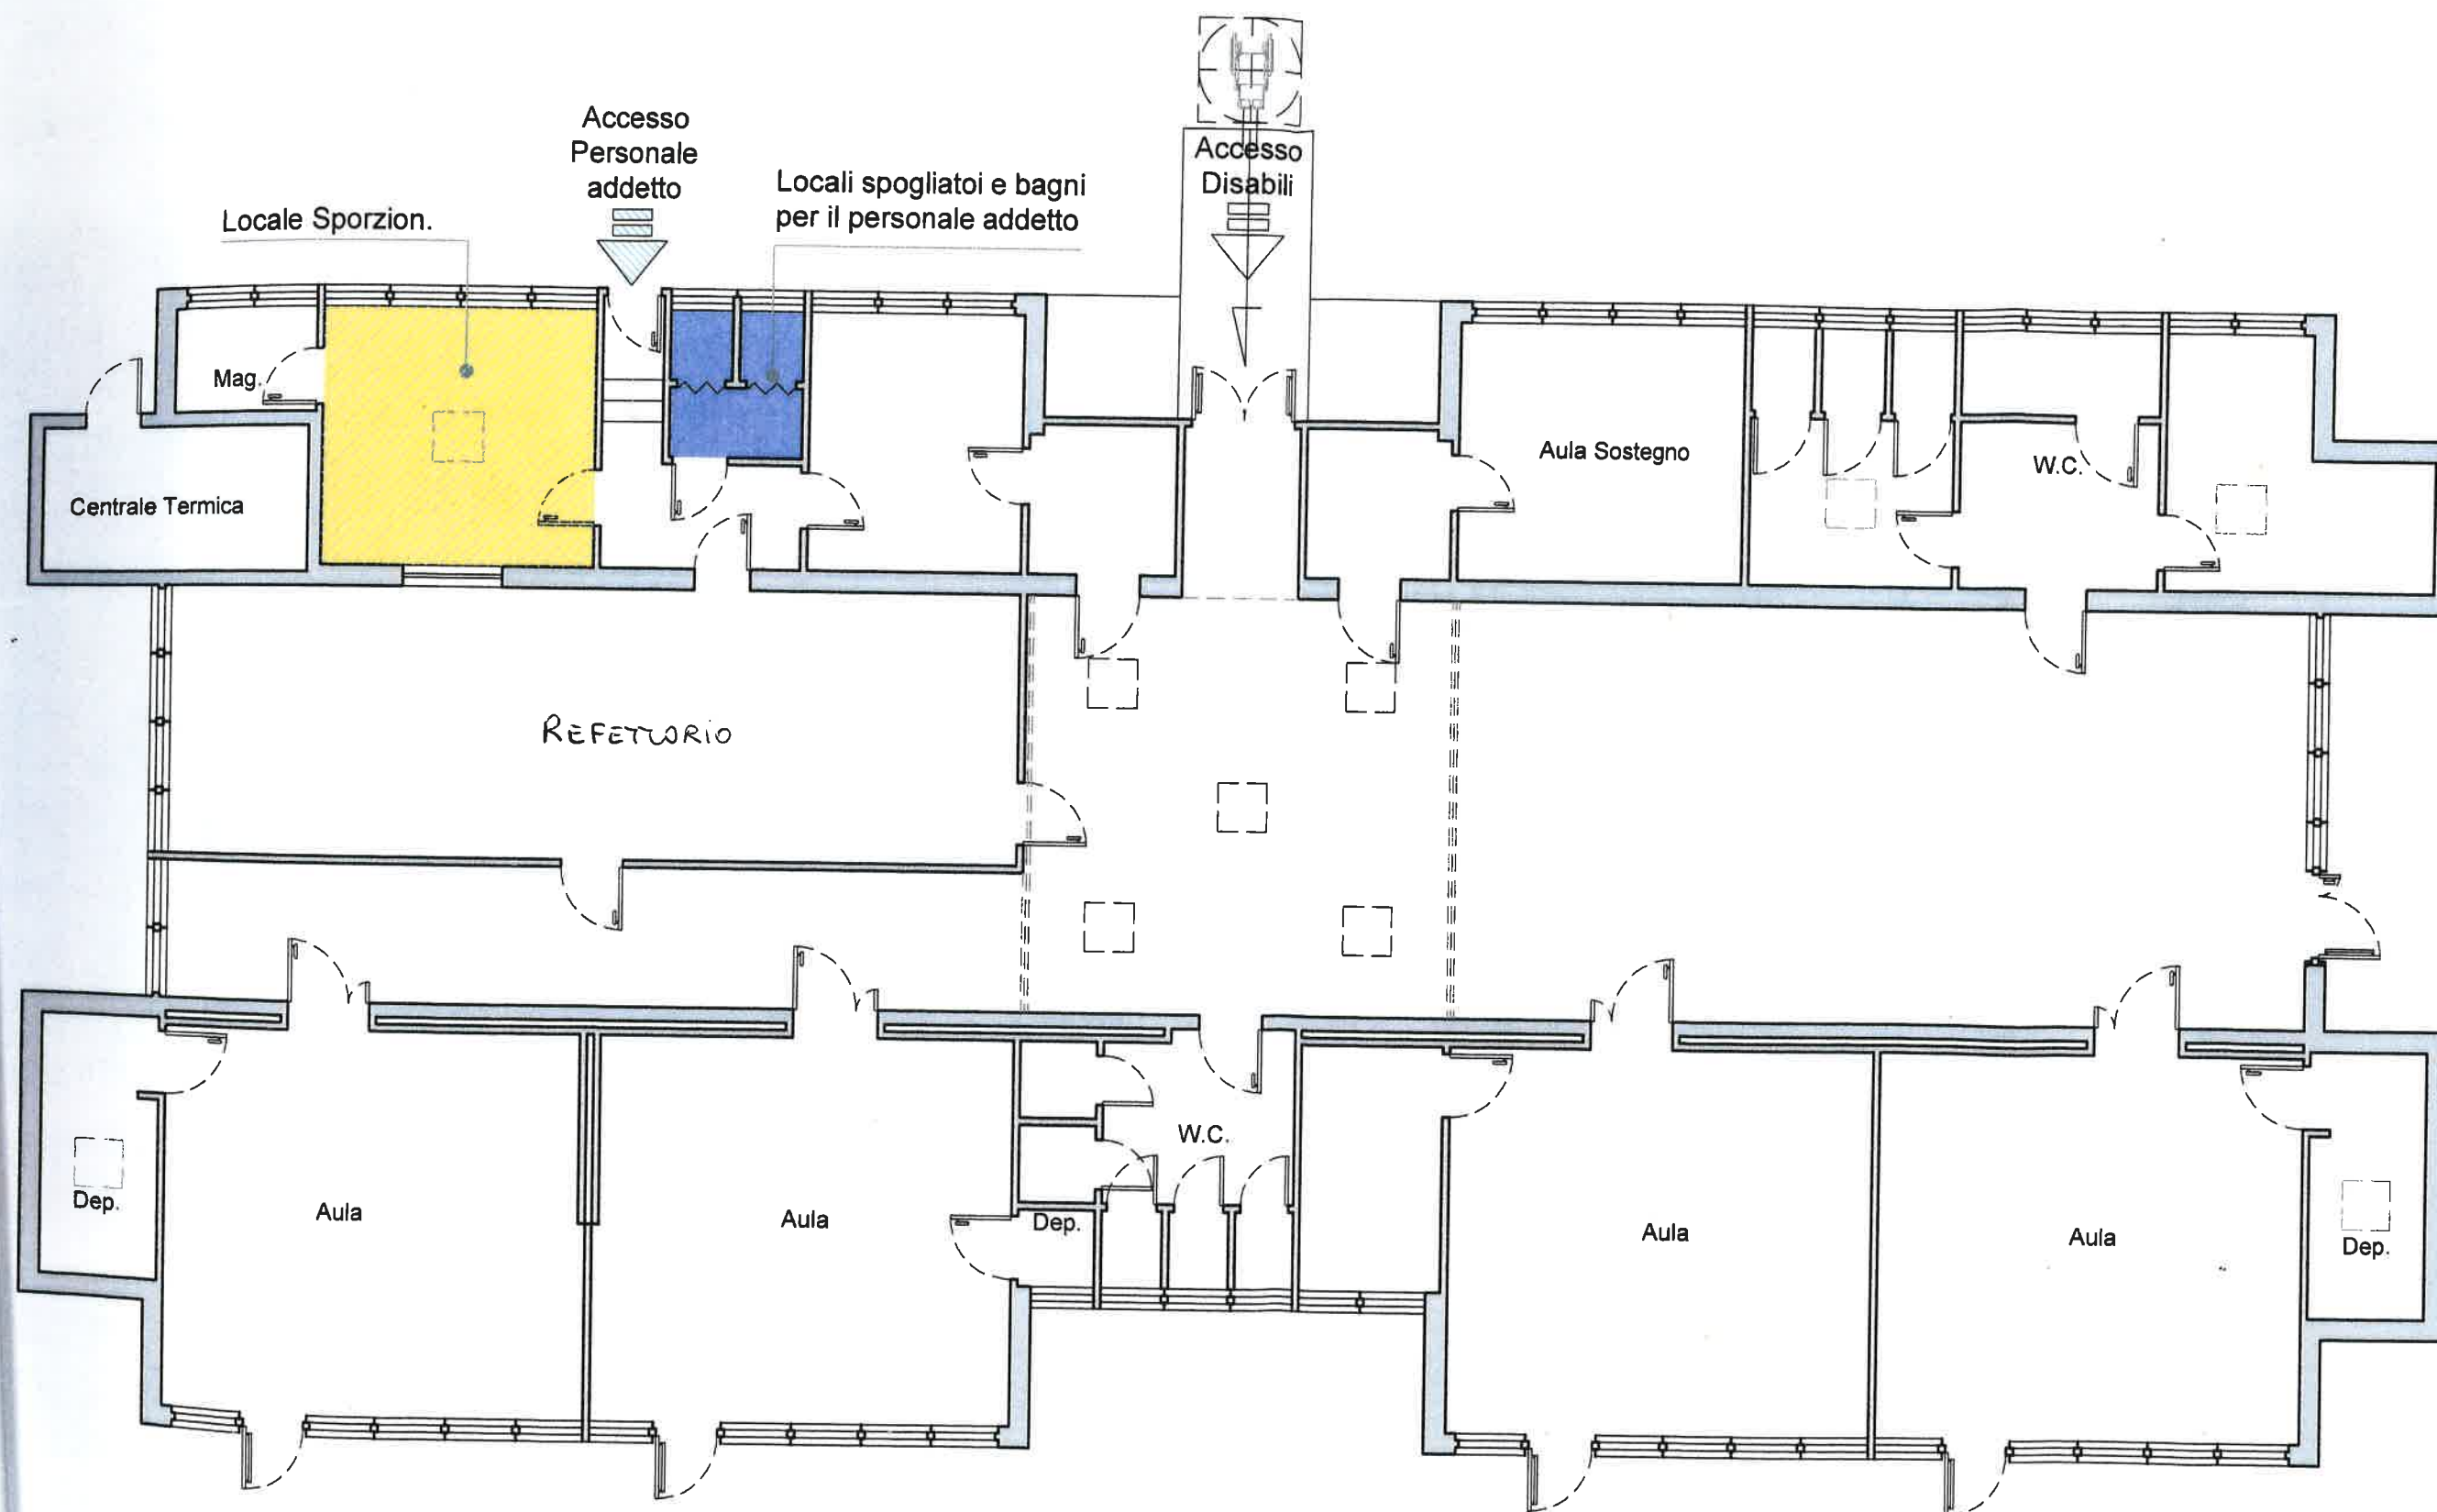 Accesso
Personale
addetto
Accesso
Disabili
Locali spogliatoi e bagni
per il personale addetto
Locale Sporzion.
Mag.
Centrale Termica
Aula Sostegno
W.C.
REFETTORIO
W.C.
Dep.
Aula
Aula
Dep.
Aula
Aula
Dep.